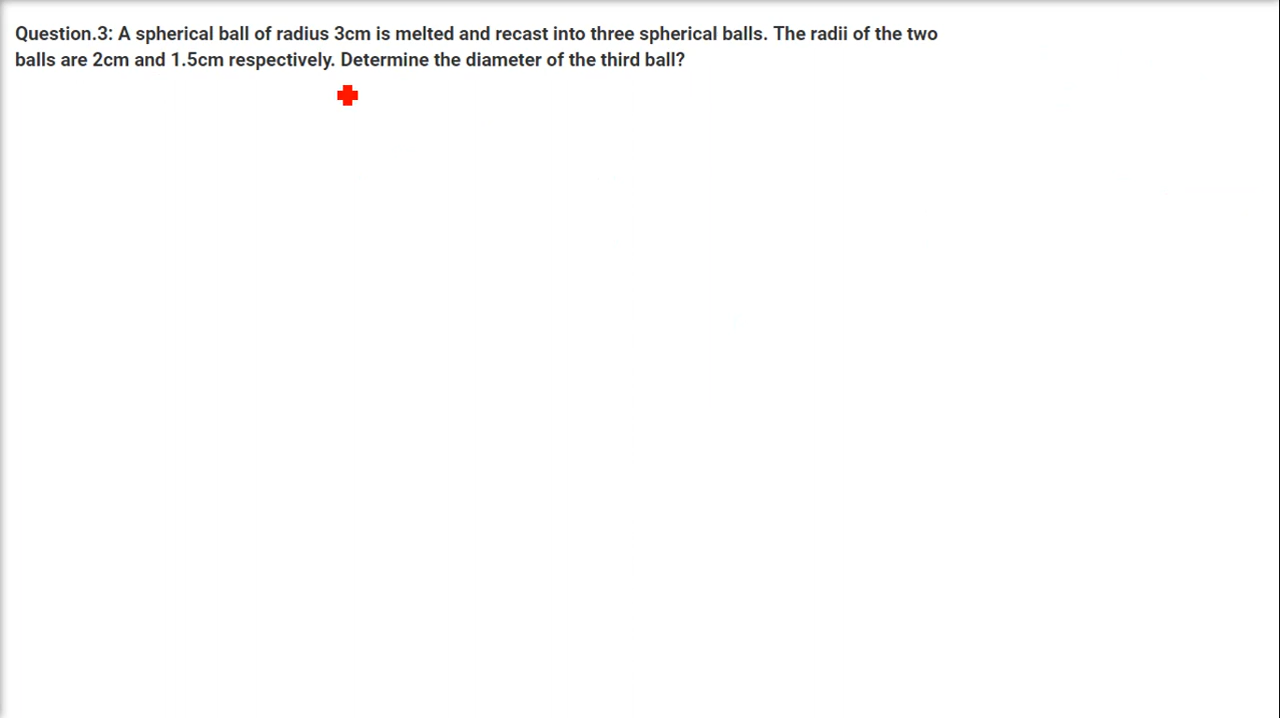 Question.3: A spherical ball of radius 3cm is melted and recast into three spherical balls. The radii of the two
balls are 2cm and 1.5cm respectively. Determine the diameter of the third ball?